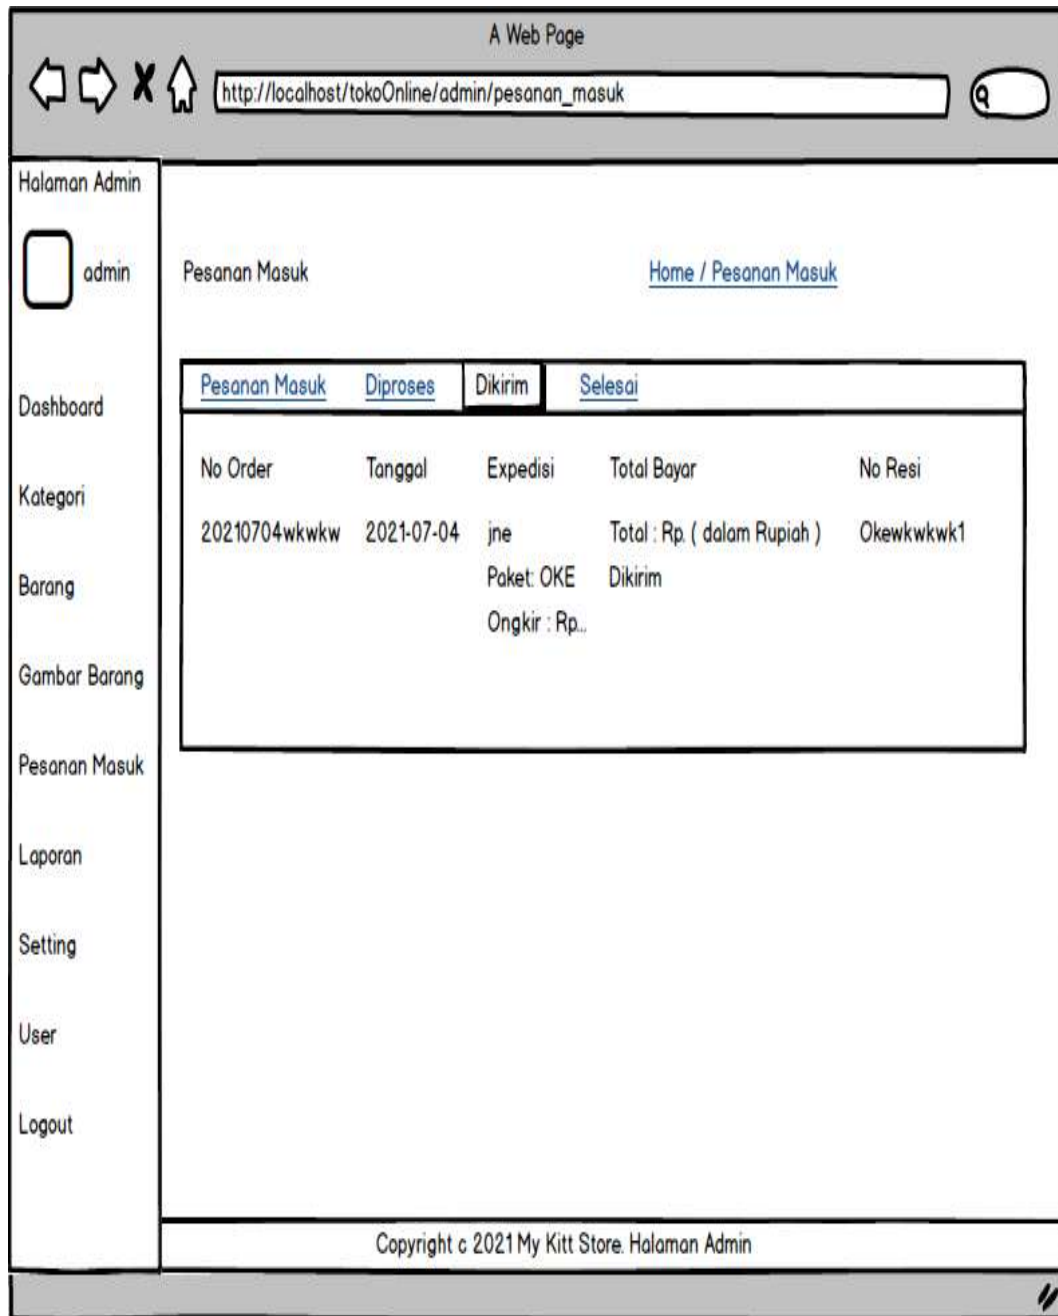 A Web Page
http://localhost/tokoOnline/admin/pesanan_masuk
Halaman Admin
admin
Dashboard
Kategori
Barang
Gambar Barang
Pesanan Masuk
Laporan
Setting
User
Logout
Pesanan Masuk
Home / Pesanan Masuk
Pesanan Masuk Diproses Dikirim Selesai
No Order Tanggal Expedisi Total Bayar No Resi
20210704wkwkw 2021-07-04 jne Total : Rp. ( dalam Rupiah ) Okewkwkwk1
Paket: OKE Dikirim
Ongkir : Rp...
Copyright c 2021 My Kitt Store. Halaman Admin